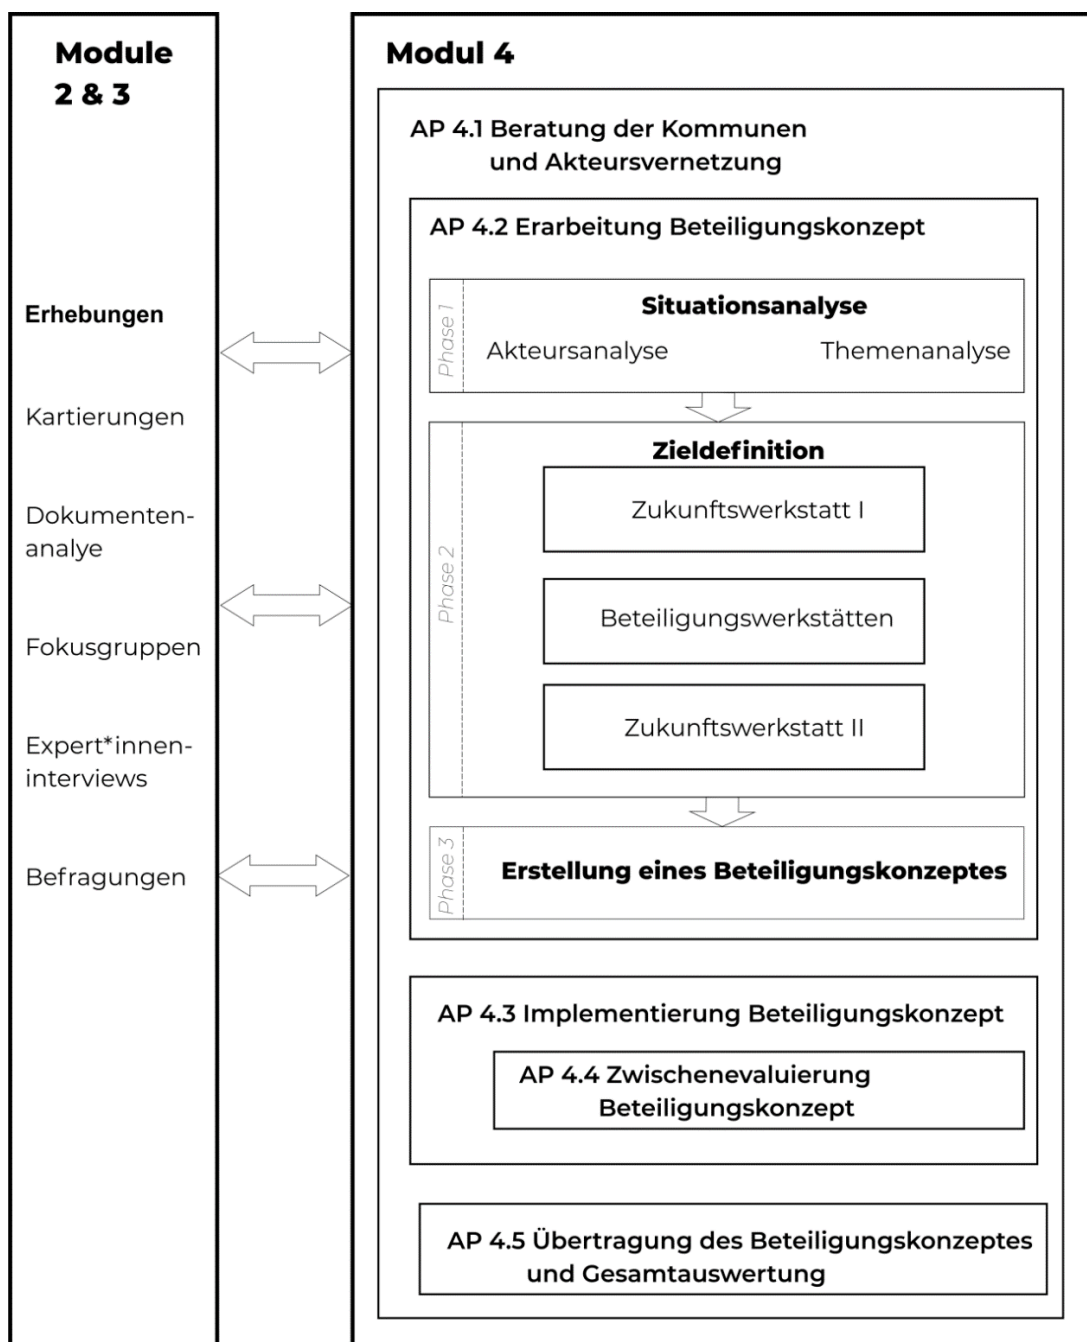 Module
2 & 3
Erhebungen
Kartierungen
Dokumenten-
analye
Fokusgruppen
Expert*innen-
interviews
Befragungen
Modul 4
AP 4.1 Beratung der Kommunen
und Akteursvernetzung
AP 4.2 Erarbeitung Beteiligungskonzept
Phase 1
Situationsanalyse
Akteursanalyse Themenanalyse
Phase 2
Zieldefinition
Zukunftswerkstatt I
Beteiligungswerkstätten
Zukunftswerkstatt II
Phase 3
Erstellung eines Beteiligungskonzeptes
AP 4.3 Implementierung Beteiligungskonzept
AP 4.4 Zwischenevaluierung
Beteiligungskonzept
AP 4.5 Übertragung des Beteiligungskonzeptes
und Gesamtauswertung